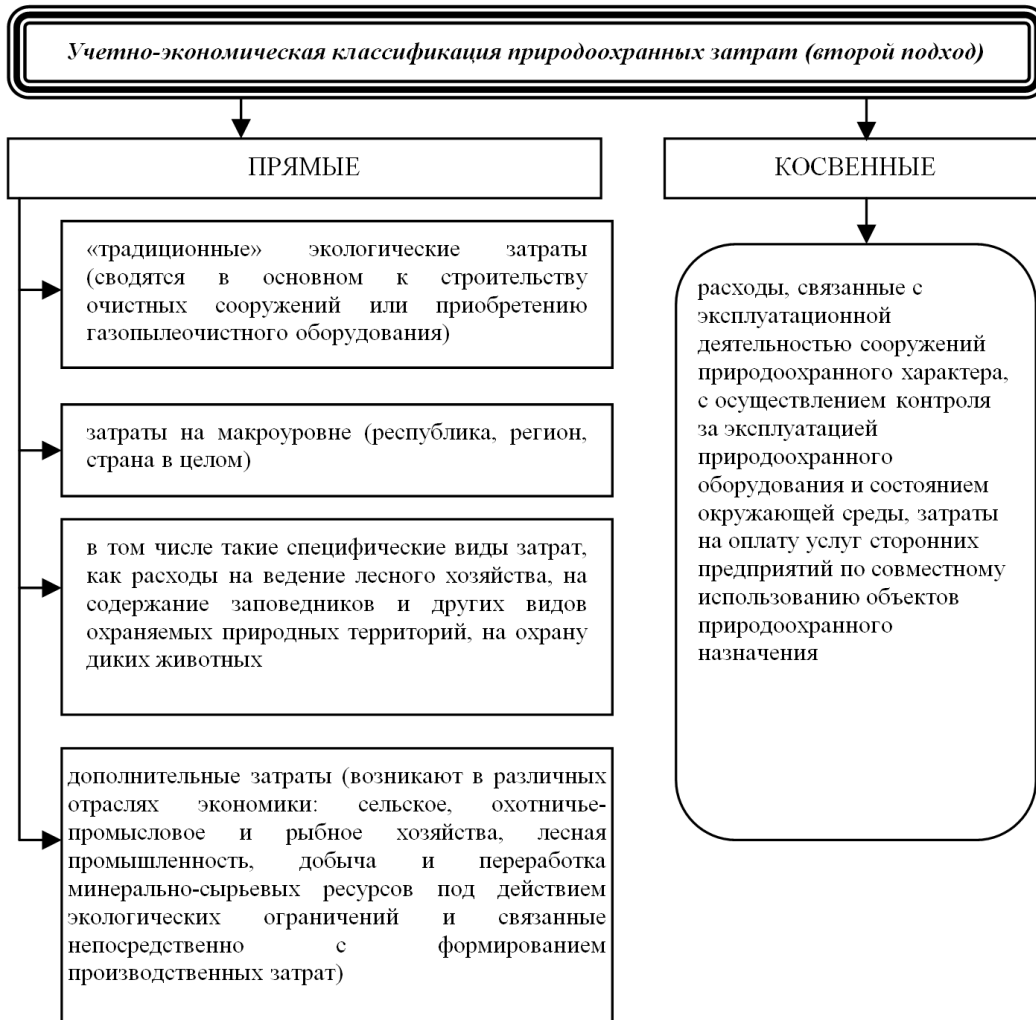 Учетно-экономическая классификация природоохранных затрат (второй подход)
ПРЯМЫЕ
«традиционные» экологические затраты
(сводятся в основном к строительству
очистных сооружений или приобретению
газопылеочистного оборудования)
затраты на макроуровне (республика, регион,
страна в целом)
в том числе такие специфические виды затрат,
как расходы на ведение лесного хозяйства, на
содержание заповедников и других видов
охраняемых природных территорий, на охрану
диких животных
дополнительные затраты (возникают в различных
отраслях экономики: сельское, охотничье-
промысловое и рыбное хозяйства, лесная
промышленность, добыча и переработка
минерально-сырьевых ресурсов под действием
экологических ограничений и связанные
непосредственно с формированием
производственных затрат)
КОСВЕННЫЕ
расходы, связанные с
эксплуатационной
деятельностью сооружений
природоохранного характера,
с осуществлением контроля
за эксплуатацией
природоохранного
оборудования и состоянием
окружающей среды, затраты
на оплату услуг сторонних
предприятий по совместному
использованию объектов
природоохранного
назначения